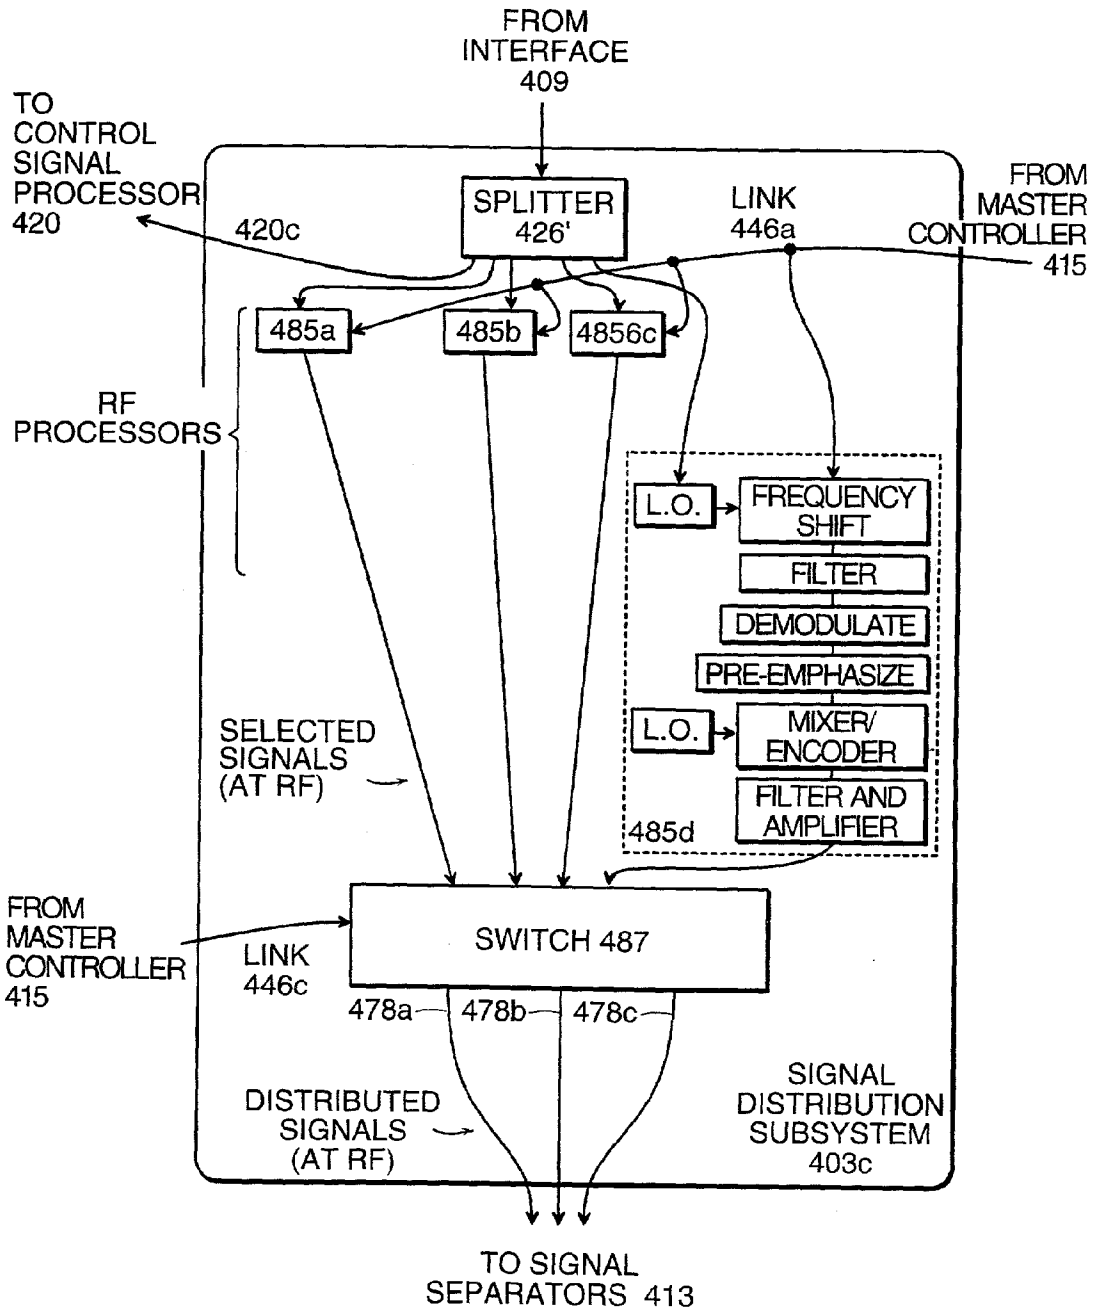 FROM
INTERFACE
409
TO
CONTROL
SIGNAL
PROCESSOR
420
420c
SPLITTER
426'
LINK
446a
FROM
MASTER
CONTROLLER
415
485a
485b
4856c
RF
PROCESSORS
L.O.
FREQUENCY
SHIFT
FILTER
DEMODULATE
PRE-EMPHASIZE
L.O.
MIXER/
ENCODER
FILTER AND
AMPLIFIER
485d
SELECTED
SIGNALS
(AT RF)
FROM
MASTER
CONTROLLER
415
LINK
446c
SWITCH 487
478a
478b
478c
DISTRIBUTED
SIGNALS
(AT RF)
SIGNAL
DISTRIBUTION
SUBSYSTEM
403c
TO SIGNAL
SEPARATORS 413